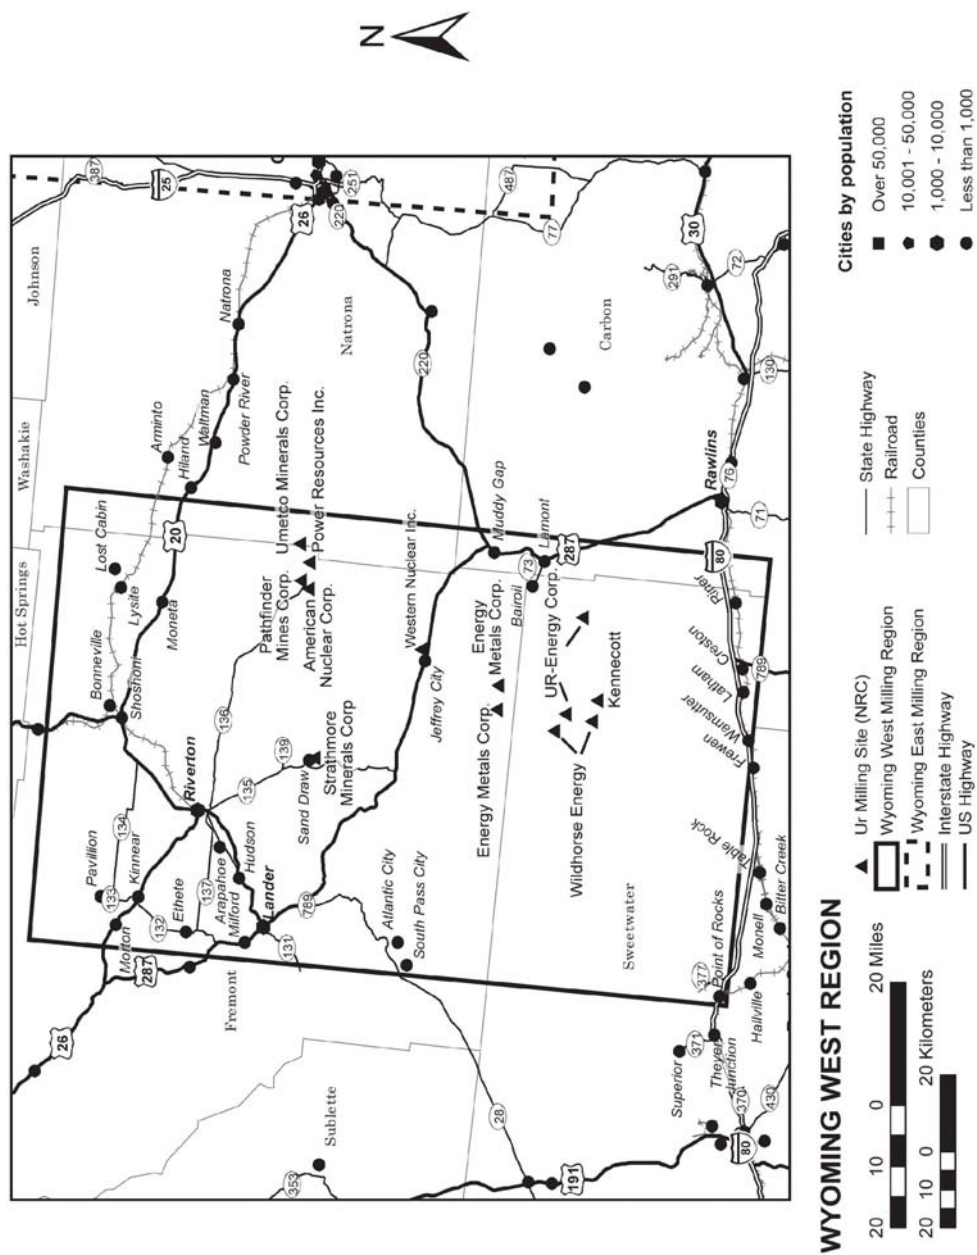 Hot Springs
Washakie
Johnson
387
26
Bonneville
Lost Cabin
Pavillion
133
134
Kinnear
Morton
Shoshoni
Lysite
Arminto
25
287
132
Ethete
Moneta
20
Hiland
Waltman
Natrona
Riverton
137
136
Powder River
Arapahoe
Milford
Hudson
135
Fremont
Lander
131
Pathfinder
Mines Corp.
Umetco Minerals Corp.
Power Resources Inc.
26
139
Sand Draw
Strathmore
Minerals Corp
American
Nuclear Corp.
789
353
Sublette
220
251
Natrona
Atlantic City
South Pass City
Western Nuclear Inc.
Jeffrey City
220
Energy Metals Corp.
Energy
Metals Corp.
Muddy Gap
28
487
Bairoil
73
Lamont
UR-Energy Corp.
287
77
191
Wildhorse Energy
Kennecott
Carbon
Sweetwater
291
Superior
371
377
Point of Rocks
Table Rock
Frewen
Wamsutter
Latham
Creston
Riner
80
Rawlins
76
30
72
Theyer
Junction
370
80
Hallville
Monell
Bitter Creek
789
71
130
430
N
WYOMING WEST REGION
20 10 0 20 Miles
20 10 0 20 Kilometers
Ur Milling Site (NRC)
Wyoming West Milling Region
Wyoming East Milling Region
Interstate Highway
US Highway
State Highway
Railroad
Counties
Cities by population
Over 50,000
10,001 - 50,000
1,000 - 10,000
Less than 1,000